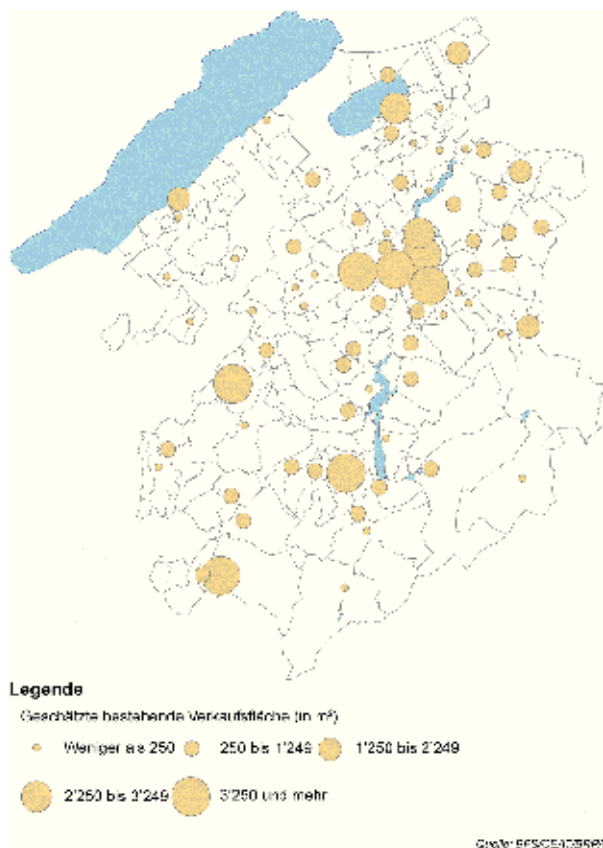 Legende
Geschätzte bestehende Verkaufsfläche (in m²)
Weniger als 250 250 bis 1'249 1'250 bis 2'249
2'250 bis 3'249 3'250 und mehr
Quelle: